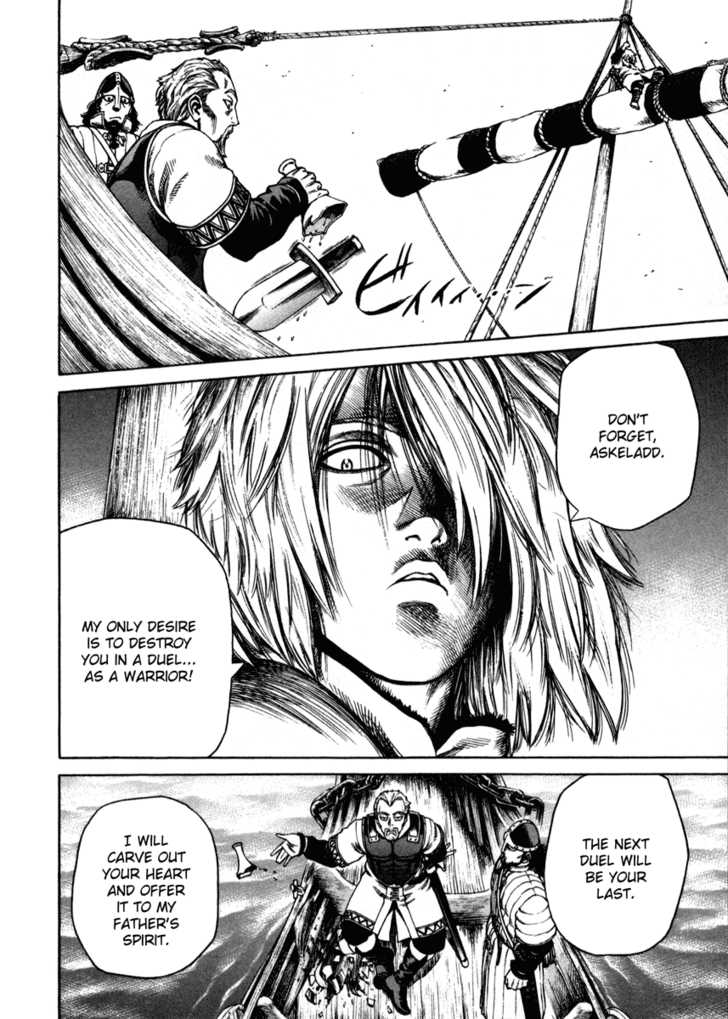 ビィィィ…ン
DON'T
FORGET,
ASKELADD.
MY ONLY DESIRE
IS TO DESTROY
YOU IN A DUEL...
AS A WARRIOR!
THE NEXT
DUEL WILL
BE YOUR
LAST.
I WILL
CARVE OUT
YOUR HEART
AND OFFER
IT TO MY
FATHER'S
SPIRIT.